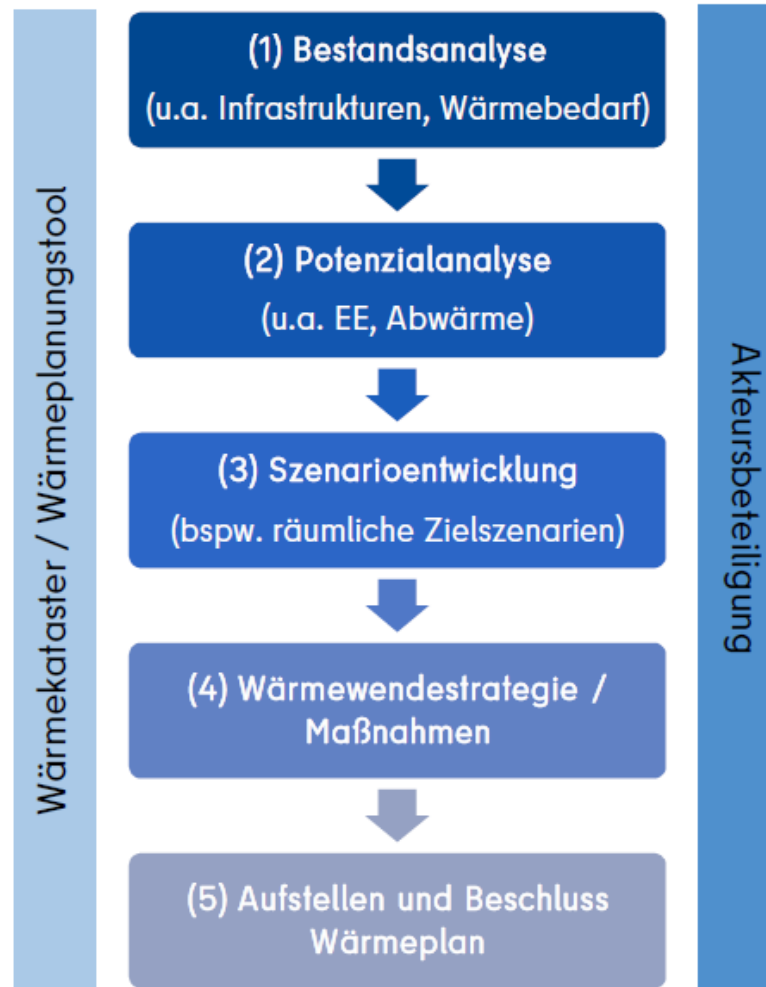 Wärmekataster / Wärmeplanungstool
(1) Bestandsanalyse
(u.a. Infrastrukturen, Wärmebedarf)
(2) Potenzialanalyse
(u.a. EE, Abwärme)
(3) Szenarioentwicklung
(bspw. räumliche Zielszenarien)
(4) Wärmewendestrategie /
Maßnahmen
(5) Aufstellen und Beschluss
Wärmeplan
Akteursbeteiligung